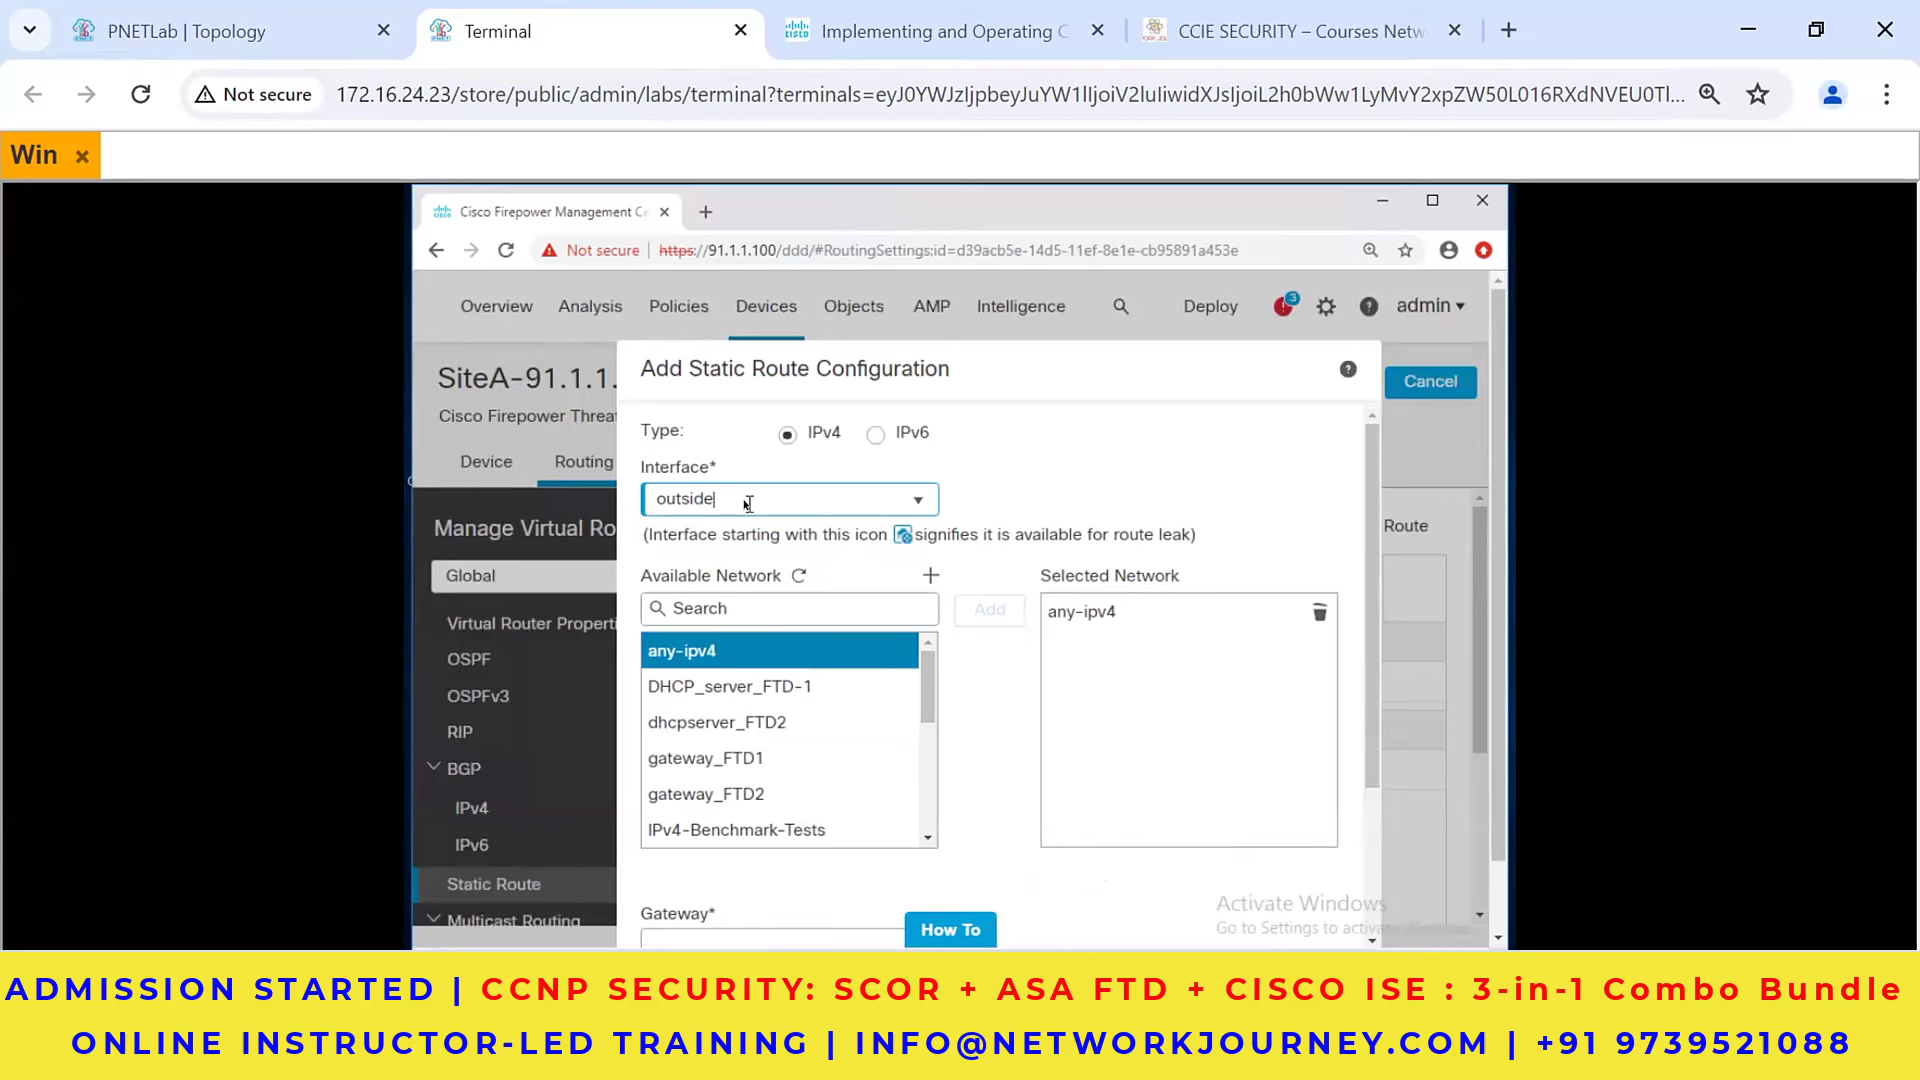 PNETLab | Topology
Terminal
Implementing and Operating C
CCIE SECURITY – Courses Netw
Not secure
172.16.24.23/store/public/admin/labs/terminal?terminals=
Win
Cisco Firepower Management Ce
Not secure
https://91.1.1.100/ddd/#RoutingSettings;id=d39acb5e-14d5-11ef-8e1e-cb95891a453e
Overview
Analysis
Policies
Devices
Objects
AMP
Intelligence
Deploy
3
admin
SiteA-91.1.1.
Cancel
Cisco Firepower Threa
Device
Routing
Manage Virtual Ro
Global
Virtual Router Properti
OSPF
OSPFv3
RIP
BGP
IPv4
IPv6
Static Route
Multicast Routing
Route
Add Static Route Configuration
Type:
IPv4
IPv6
Interface*
outside
(Interface starting with this icon signifies it is available for route leak)
Available Network
Selected Network
Search
Add
any-ipv4
any-ipv4
DHCP_server_FTD-1
dhcpserver_FTD2
gateway_FTD1
gateway_FTD2
IPv4-Benchmark-Tests
Gateway*
How To
Activate Windows
Go to Settings to activa
ADMISSION STARTED | CCNP SECURITY: SCOR + ASA FTD + CISCO ISE : 3-in-1 Combo Bundle
ONLINE INSTRUCTOR-LED TRAINING | INFO@NETWORKJOURNEY.COM | +91 9739521088